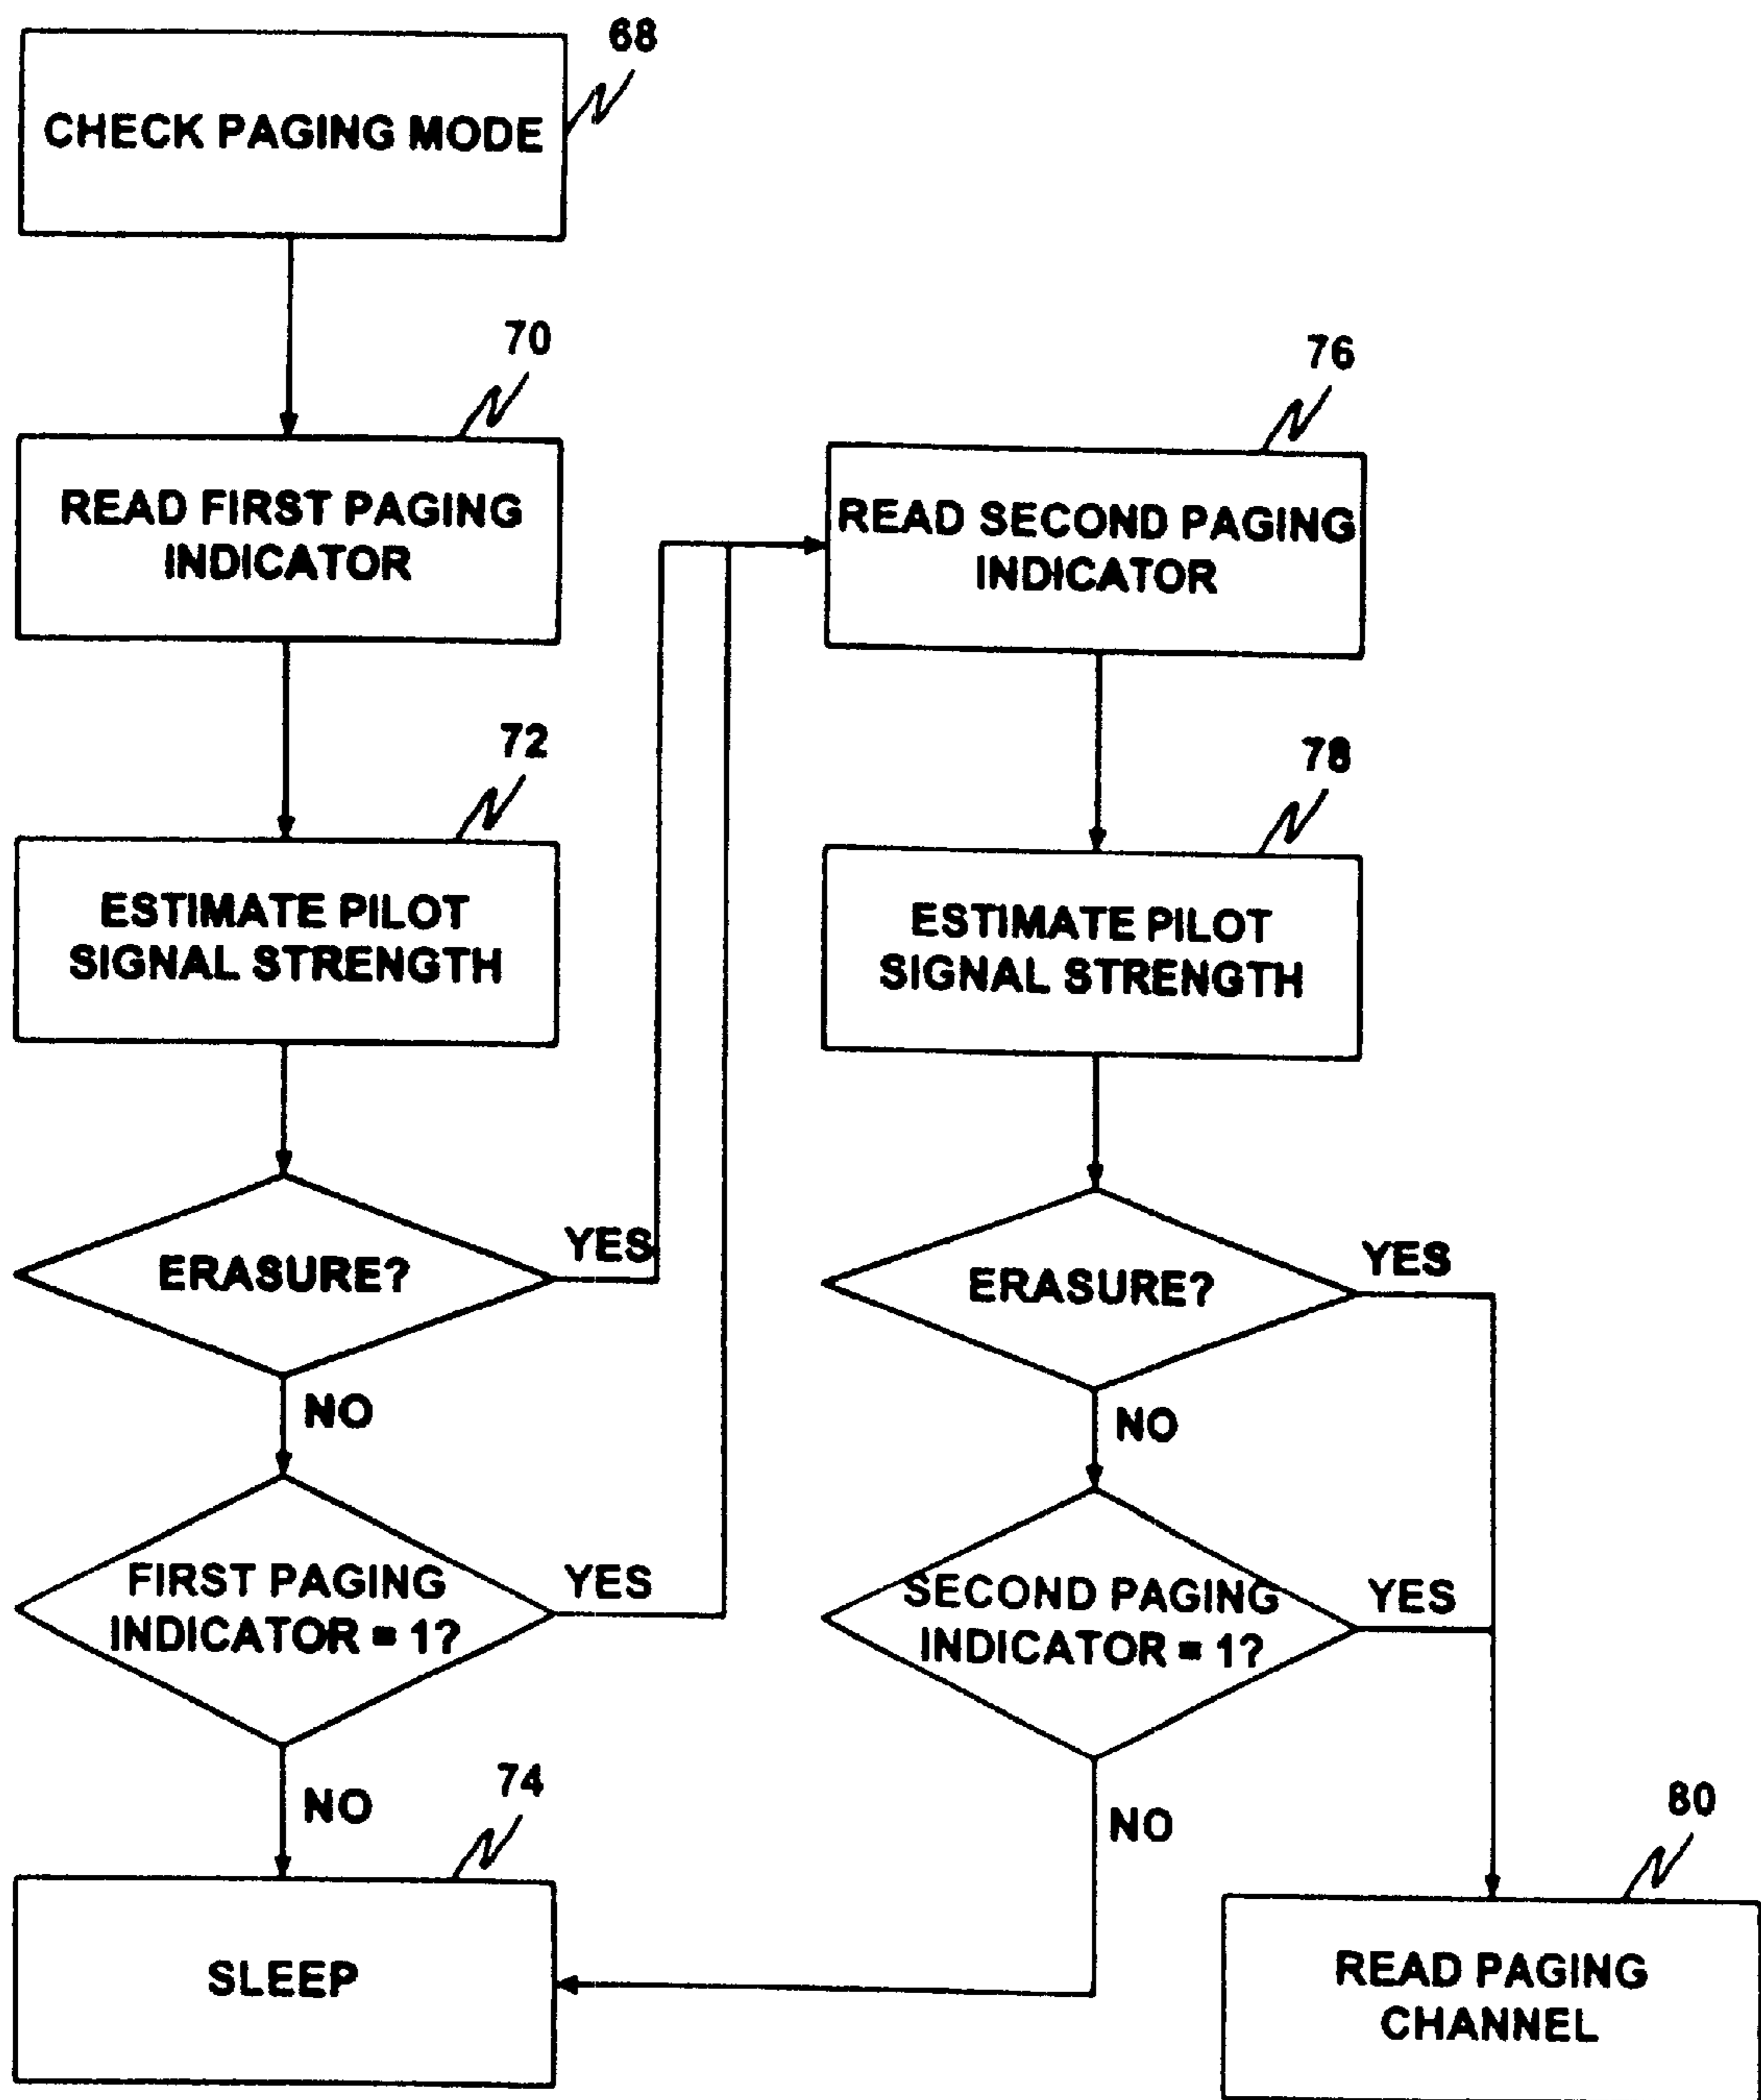 68
CHECK PAGING MODE
70
READ FIRST PAGING
INDICATOR
72
ESTIMATE PILOT
SIGNAL STRENGTH
ERASURE?
YES
NO
FIRST PAGING
INDICATOR = 1?
YES
NO
74
SLEEP
76
READ SECOND PAGING
INDICATOR
78
ESTIMATE PILOT
SIGNAL STRENGTH
ERASURE?
YES
NO
SECOND PAGING
INDICATOR = 1?
YES
NO
80
READ PAGING
CHANNEL